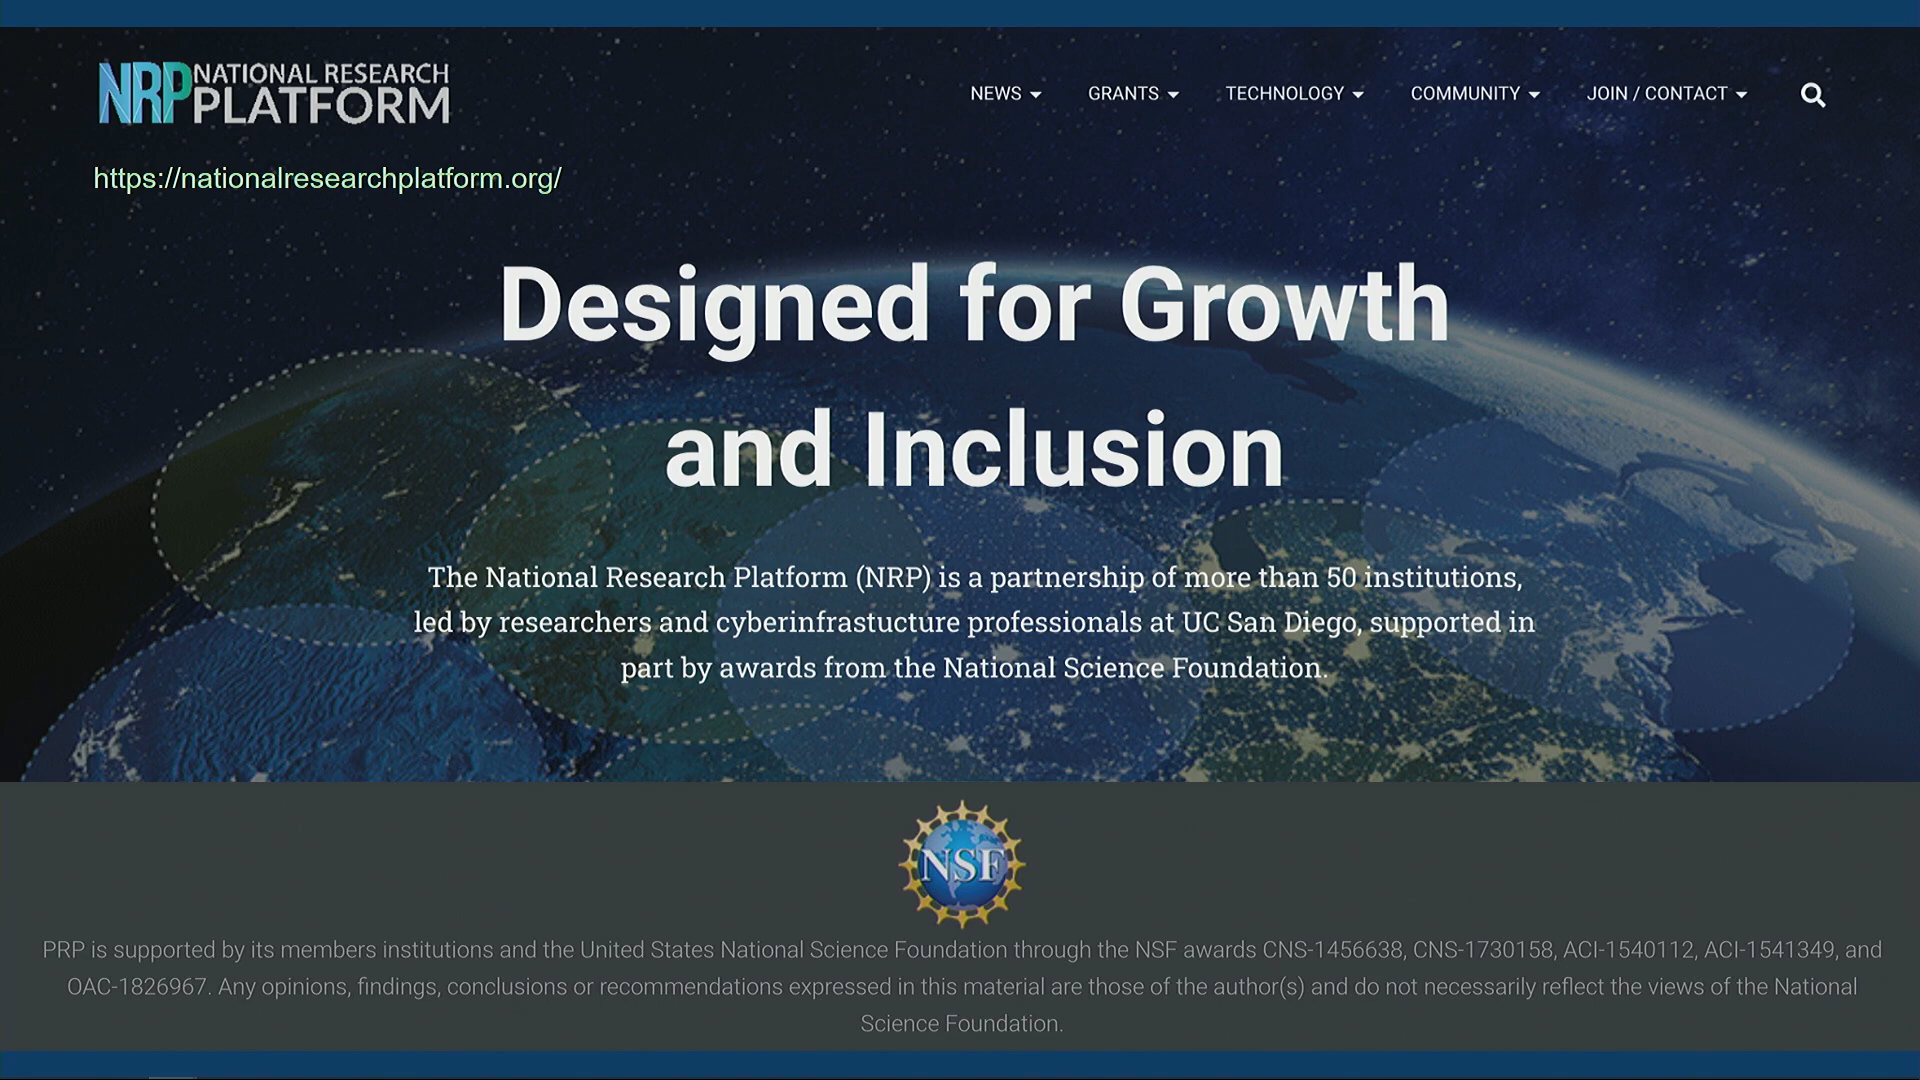 NRP NATIONAL RESEARCH PLATFORM
NEWS GRANTS TECHNOLOGY COMMUNITY JOIN / CONTACT
https://nationalresearchplatform.org/
Designed for Growth
and Inclusion
The National Research Platform (NRP) is a partnership of more than 50 institutions,
led by researchers and cyberinfrastucture professionals at UC San Diego, supported in
part by awards from the National Science Foundation.
NSF
PRP is supported by its members institutions and the United States National Science Foundation through the NSF awards CNS-1456638, CNS-1730158, ACI-1540112, ACI-1541349, and
OAC-1826967. Any opinions, findings, conclusions or recommendations expressed in this material are those of the author(s) and do not necessarily reflect the views of the National
Science Foundation.